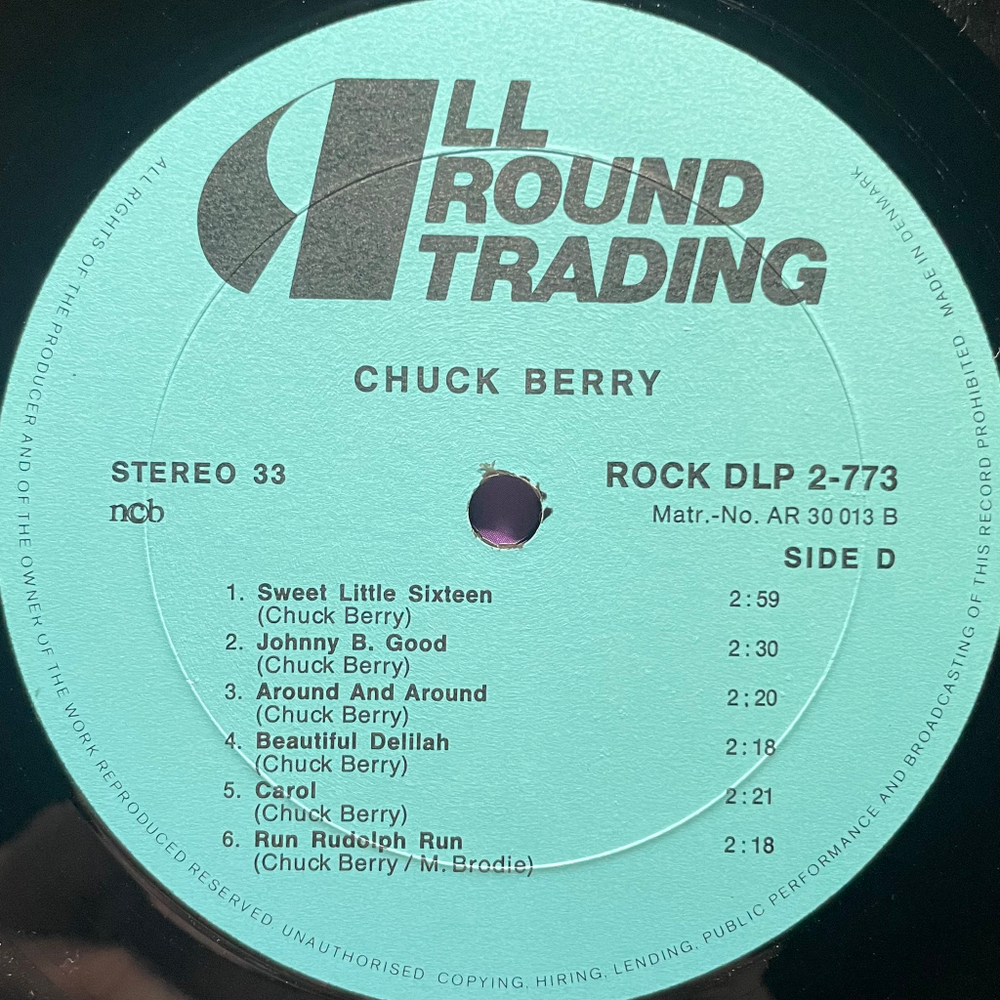 ALL
ROUND
TRADING
CHUCK BERRY
STEREO 33
ncb
ROCK DLP 2-773
Matr.-No. AR 30 013 B
SIDE D
1. Sweet Little Sixteen 2:59
(Chuck Berry)
2. Johnny B. Good 2:30
(Chuck Berry)
3. Around And Around 2;20
(Chuck Berry)
4. Beautiful Delilah 2:18
(Chuck Berry)
5. Carol 2:21
(Chuck Berry)
6. Run Rudolph Run 2:18
(Chuck Berry / M. Brodie)
ALL RIGHTS OF THE PRODUCER AND OF THE OWNER OF THE WORK REPRODUCED RESERVED. UNAUTHORISED COPYING, HIRING, LENDING, PUBLIC PERFORMANCE AND BROADCASTING OF THIS RECORD PROHIBITED. MADE IN DENMARK